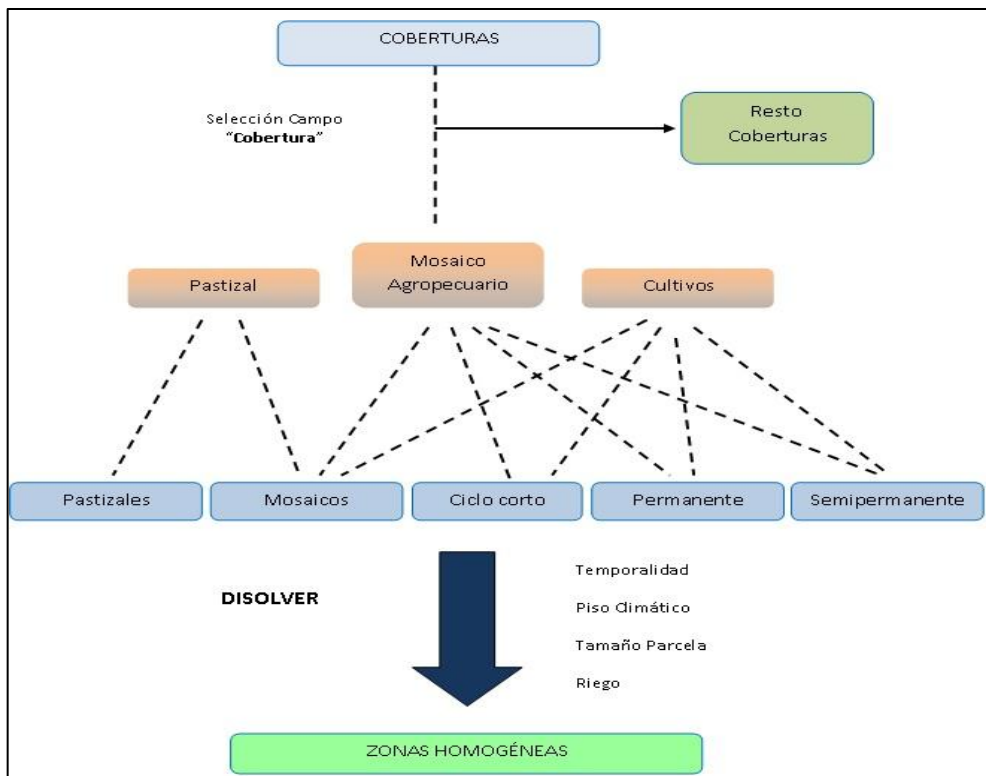 COBERTURAS
Selección Campo
"Cobertura"
Resto
Coberturas
Pastizal
Mosaico
Agropecuario
Cultivos
Pastizales
Mosaicos
Ciclo corto
Permanente
Semipermanente
DISOLVER
Temporalidad
Piso Climático
Tamaño Parcela
Riego
ZONAS HOMOGÉNEAS